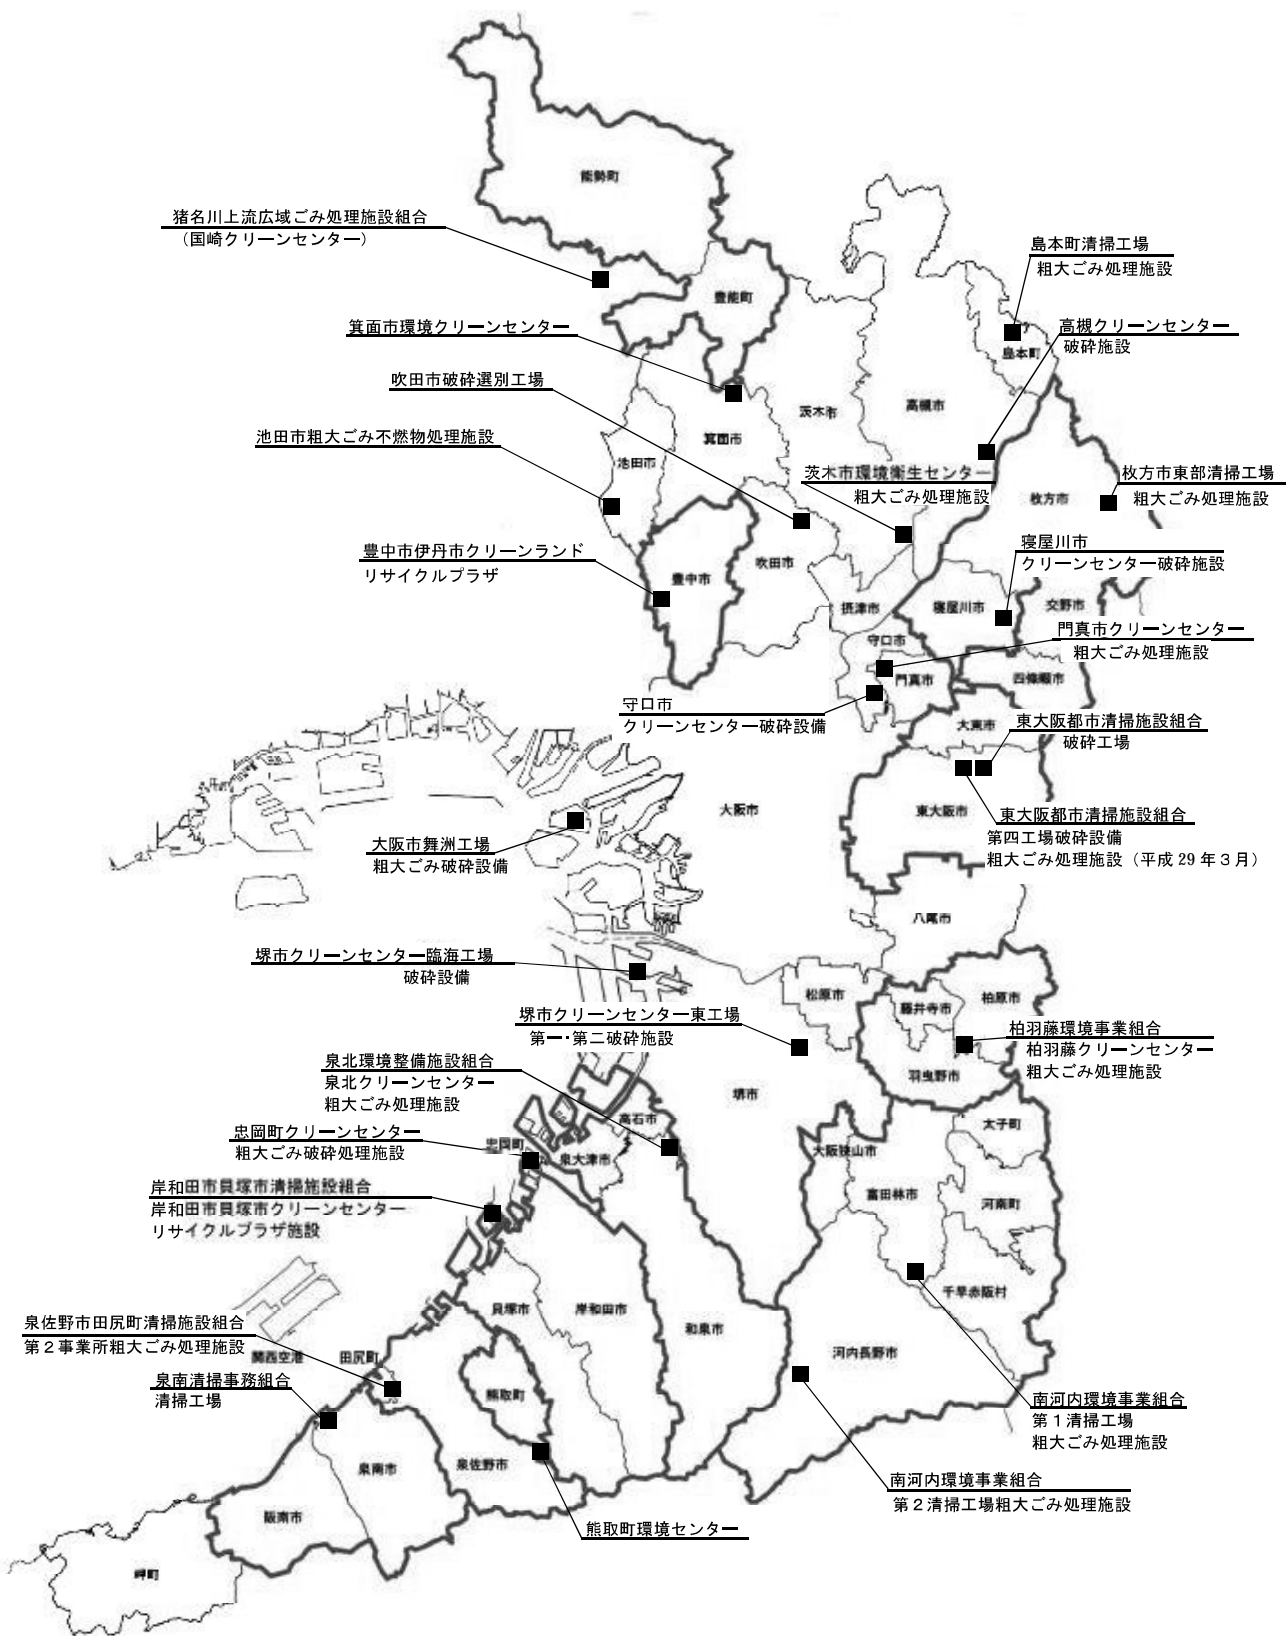 能勢町
猪名川上流広域ごみ処理施設組合
（国崎クリーンセンター）
島本町清掃工場
粗大ごみ処理施設
豊能町
箕面市環境クリーンセンター
高槻クリーンセンター
破砕施設
島本町
吹田市破砕選別工場
茨木市
高槻市
池田市粗大ごみ不燃物処理施設
箕面市
池田市
茨木市環境衛生センター
粗大ごみ処理施設
枚方市東部清掃工場
粗大ごみ処理施設
枚方市
豊中市伊丹市クリーンランド
リサイクルプラザ
寝屋川市
クリーンセンター破砕施設
吹田市
豊中市
摂津市
寝屋川市
交野市
守口市
門真市クリーンセンター
粗大ごみ処理施設
門真市
四條畷市
守口市
クリーンセンター破砕設備
大東市
東大阪都市清掃施設組合
破砕工場
大阪市
東大阪市
東大阪都市清掃施設組合
第四工場破砕設備
粗大ごみ処理施設（平成 29 年３月）
大阪市舞洲工場
粗大ごみ破砕設備
八尾市
堺市クリーンセンター臨海工場
破砕設備
松原市
藤井寺市
柏原市
堺市クリーンセンター東工場
第一・第二破砕施設
柏羽藤環境事業組合
柏羽藤クリーンセンター
粗大ごみ処理施設
羽曳野市
泉北環境整備施設組合
泉北クリーンセンター
粗大ごみ処理施設
堺市
高石市
太子町
忠岡町クリーンセンター
粗大ごみ破砕処理施設
忠岡町
泉大津市
大阪狭山市
岸和田市貝塚市清掃施設組合
岸和田市貝塚市クリーンセンター
リサイクルプラザ施設
富田林市
河南町
千早赤阪村
貝塚市
岸和田市
和泉市
泉佐野市田尻町清掃施設組合
第２事業所粗大ごみ処理施設
関西空港
田尻町
河内長野市
泉南清掃事務組合
清掃工場
熊取町
南河内環境事業組合
第１清掃工場
粗大ごみ処理施設
泉南市
泉佐野市
南河内環境事業組合
第２清掃工場粗大ごみ処理施設
阪南市
熊取町環境センター
岬町